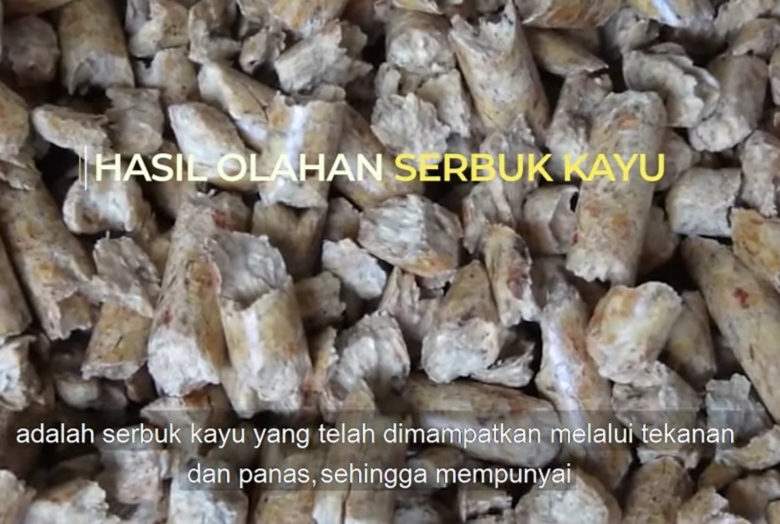 HASIL OLAHAN SERBUK KAYU
adalah serbuk kayu yang telah dimampatkan melalui tekanan
dan panas, sehingga mempunyai